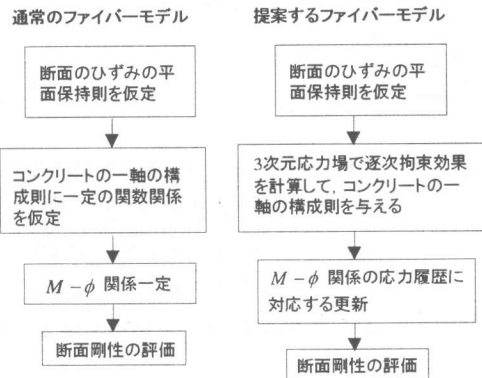 通常のファイバーモデル
断面のひずみの平
面保持則を仮定
コンクリートの一軸の構
成則に一定の関数関係
を仮定
M－φ 関係一定
断面剛性の評価
提案するファイバーモデル
断面のひずみの平
面保持則を仮定
3次元応力場で逐次拘束効果
を計算して，コンクリートの一
軸の構成則を与える
M－φ 関係の応力履歴に
対応する更新
断面剛性の評価